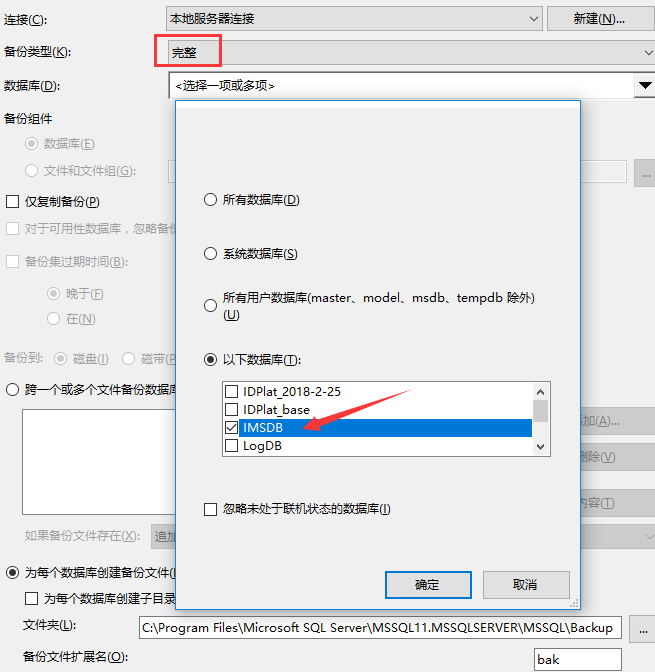 连接(C):
本地服务器连接
新建(N)...
备份类型(K):
完整
数据库(D):
<选择一项或多项>
备份组件
数据库(E)
文件和文件组(G):
...
仅复制备份(P)
对于可用性数据库，忽略备份
备份集过期时间(B):
晚于(F)
在(N)
备份到:
磁盘(I)
磁带(P
跨一个或多个文件备份数据库
加(A)...
删除(V)
内容(T)
如果备份文件存在(X):
追加
为每个数据库创建备份文件(
为每个数据库创建子目录
文件夹(L):
C:\Program Files\Microsoft SQL Server\MSSQL11.MSSQLSERVER\MSSQL\Backup
...
备份文件扩展名(O):
bak
所有数据库(D)
系统数据库(S)
所有用户数据库(master、model、msdb、tempdb 除外)
(U)
以下数据库(T):
IDPlat_2018-2-25
IDPlat_base
IMSDB
LogDB
忽略未处于联机状态的数据库(I)
确定
取消